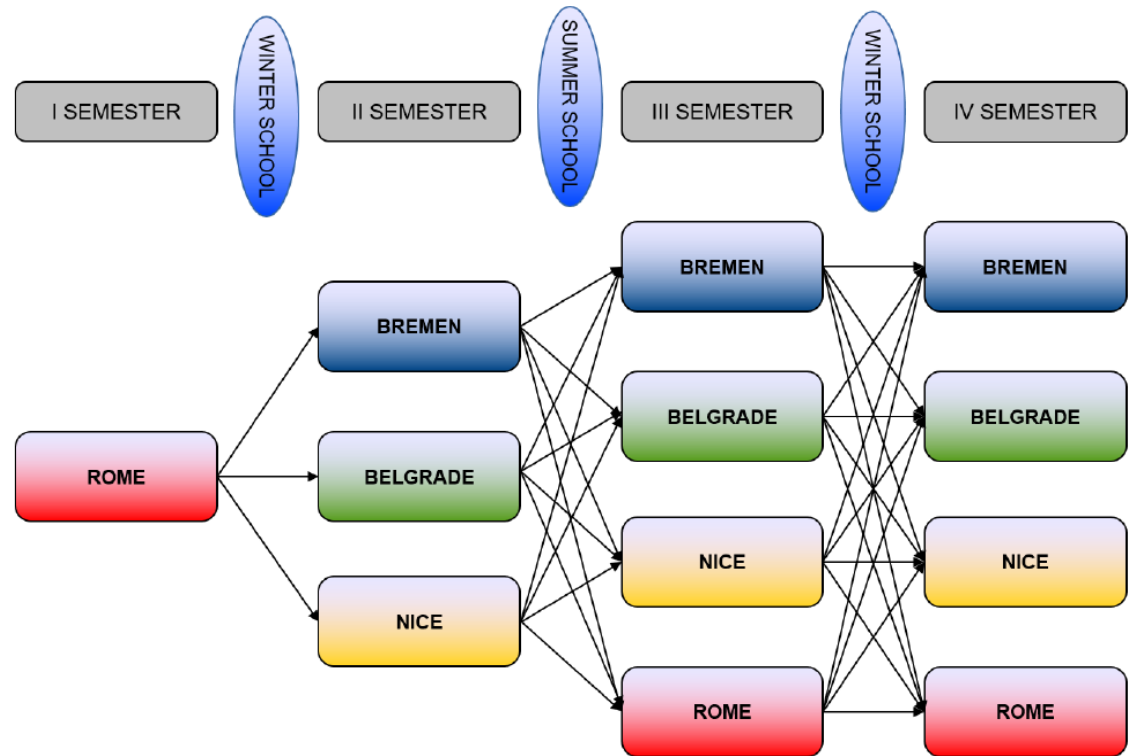 I SEMESTER
WINTER SCHOOL
II SEMESTER
SUMMER SCHOOL
III SEMESTER
WINTER SCHOOL
IV SEMESTER
ROME
BREMEN
BELGRADE
NICE
BREMEN
BELGRADE
NICE
ROME
BREMEN
BELGRADE
NICE
ROME